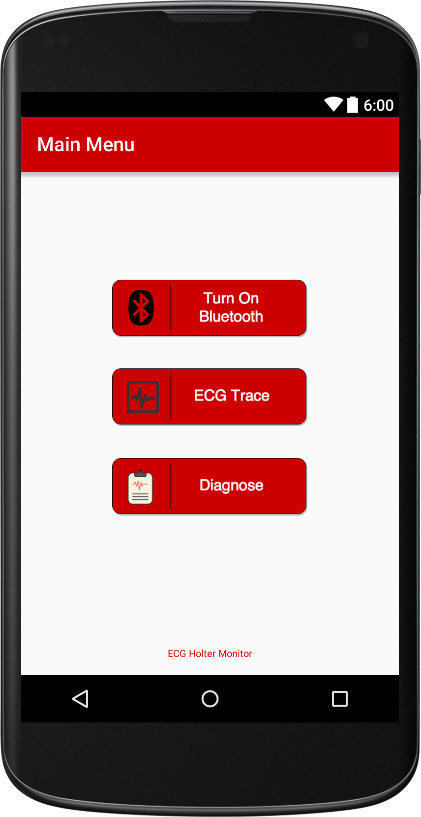 6:00
Main Menu
Turn On
Bluetooth
ECG Trace
Diagnose
ECG Holter Monitor